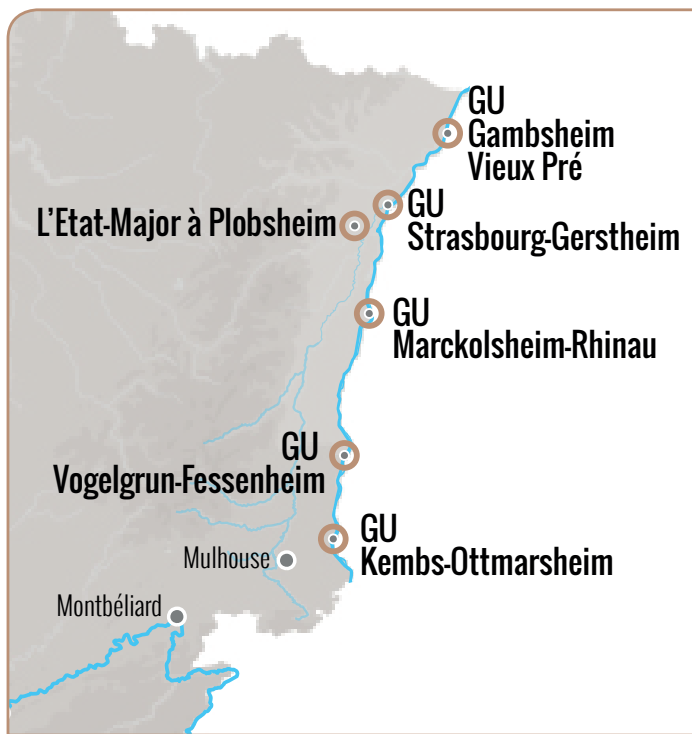 GU
Gambsheim
Vieux Pré
L'Etat-Major à Plobsheim
GU
Strasbourg-Gerstheim
GU
Marckolsheim-Rhinau
GU
Vogelgrun-Fessenheim
GU
Kembs-Ottmarsheim
Mulhouse
Montbéliard